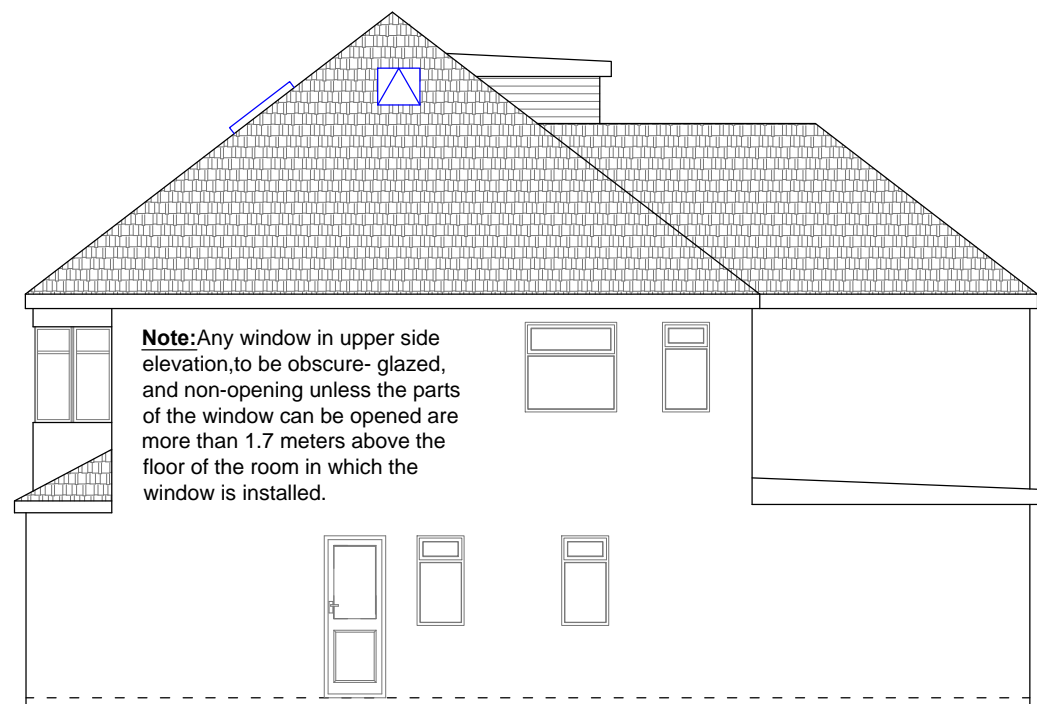 Note:Any window in upper side
elevation,to be obscure- glazed,
and non-opening unless the parts
of the window can be opened are
more than 1.7 meters above the
floor of the room in which the
window is installed.